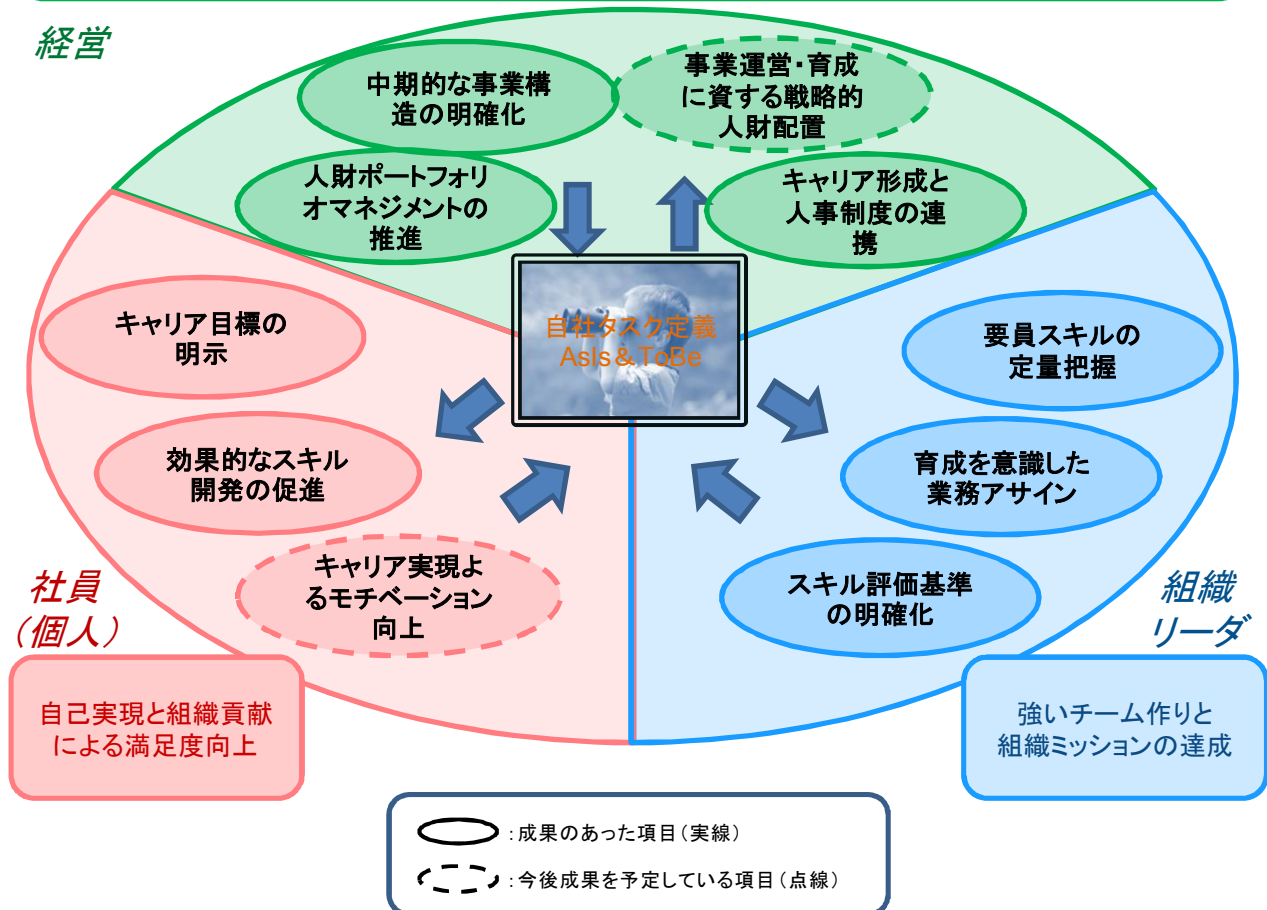 経営
中期的な事業構
造の明確化
事業運営・育成
に資する戦略的
人財配置
人財ポートフォリ
オマネジメントの
推進
キャリア形成と
人事制度の連
携
自社タスク定義
AsIs＆ToBe
キャリア目標の
明示
効果的なスキル
開発の促進
キャリア実現よ
るモチベーション
向上
要員スキルの
定量把握
育成を意識した
業務アサイン
スキル評価基準
の明確化
社員
（個人）
自己実現と組織貢献
による満足度向上
組織
リーダ
強いチーム作りと
組織ミッションの達成
：成果のあった項目（実線）
：今後成果を予定している項目（点線）